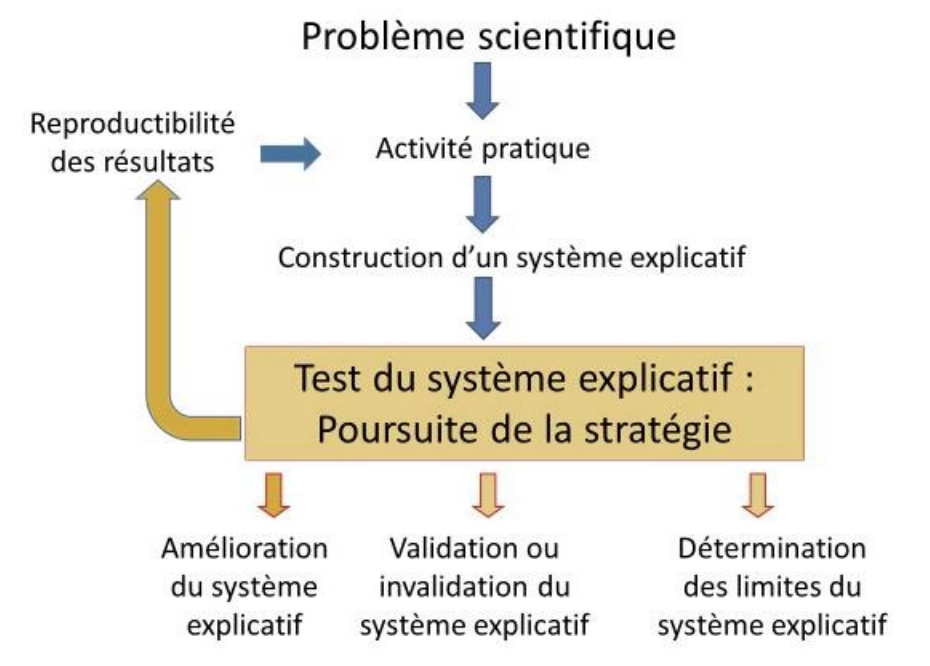 Problème scientifique
Reproductibilité
des résultats
Activité pratique
Construction d’un système explicatif
Test du système explicatif :
Poursuite de la stratégie
Amélioration
du système
explicatif
Validation ou
invalidation du
système explicatif
Détermination
des limites du
système explicatif